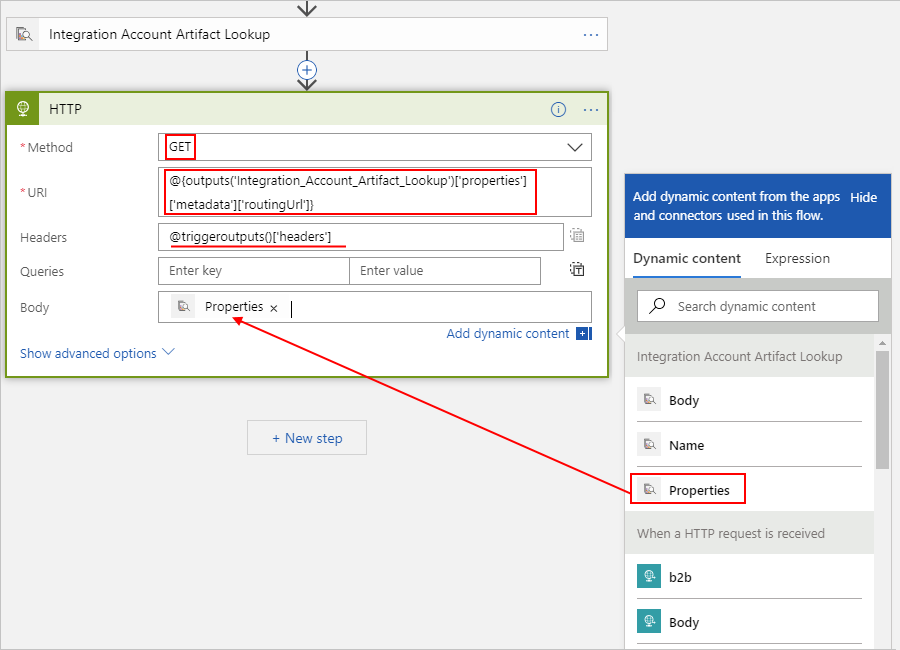 Integration Account Artifact Lookup
...
HTTP
...
* Method
GET
* URI
@{outputs('Integration_Account_Artifact_Lookup')['properties']
['metadata']['routingUrl']}
Headers
@triggeroutputs()['headers']
Queries
Enter key
Enter value
Body
Properties ×
Add dynamic content +
Show advanced options
+ New step
Add dynamic content from the apps
and connectors used in this flow.
Hide
Dynamic content
Expression
Search dynamic content
Integration Account Artifact Lookup
Body
Name
Properties
When a HTTP request is received
b2b
Body